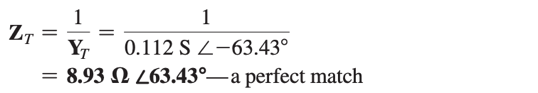 Z_T = 1/Y_T = 1/(0.112 S ∠−63.43°)
= 8.93 Ω ∠63.43°—a perfect match